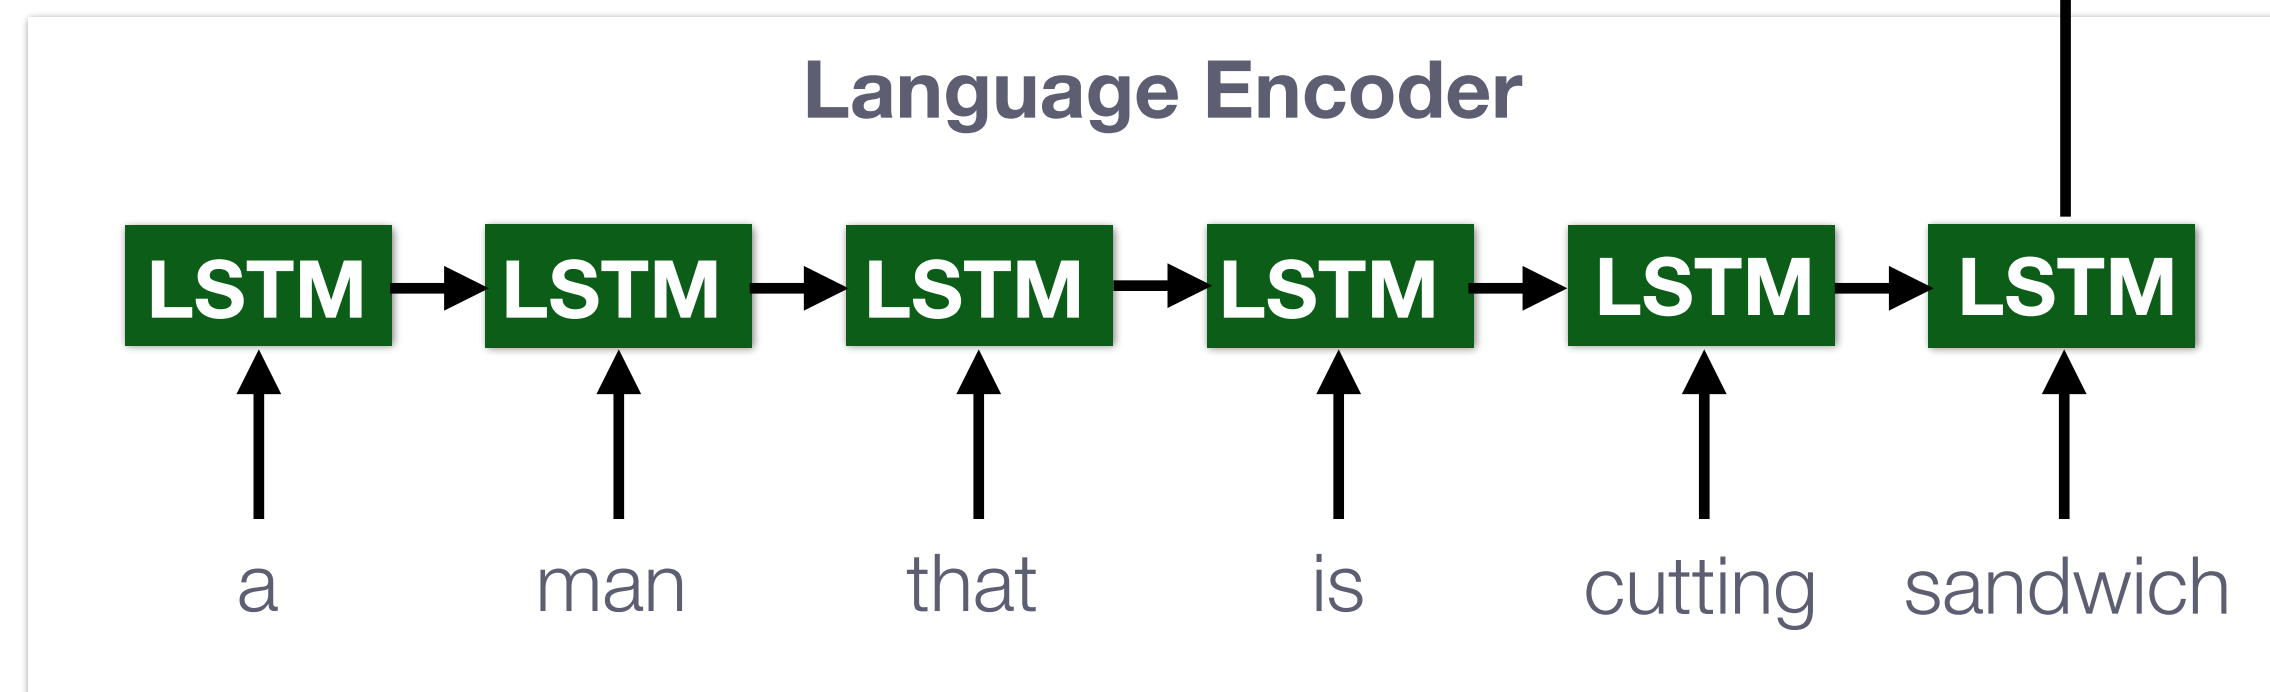 Language Encoder
LSTM LSTM LSTM LSTM LSTM LSTM
a man that is cutting sandwich